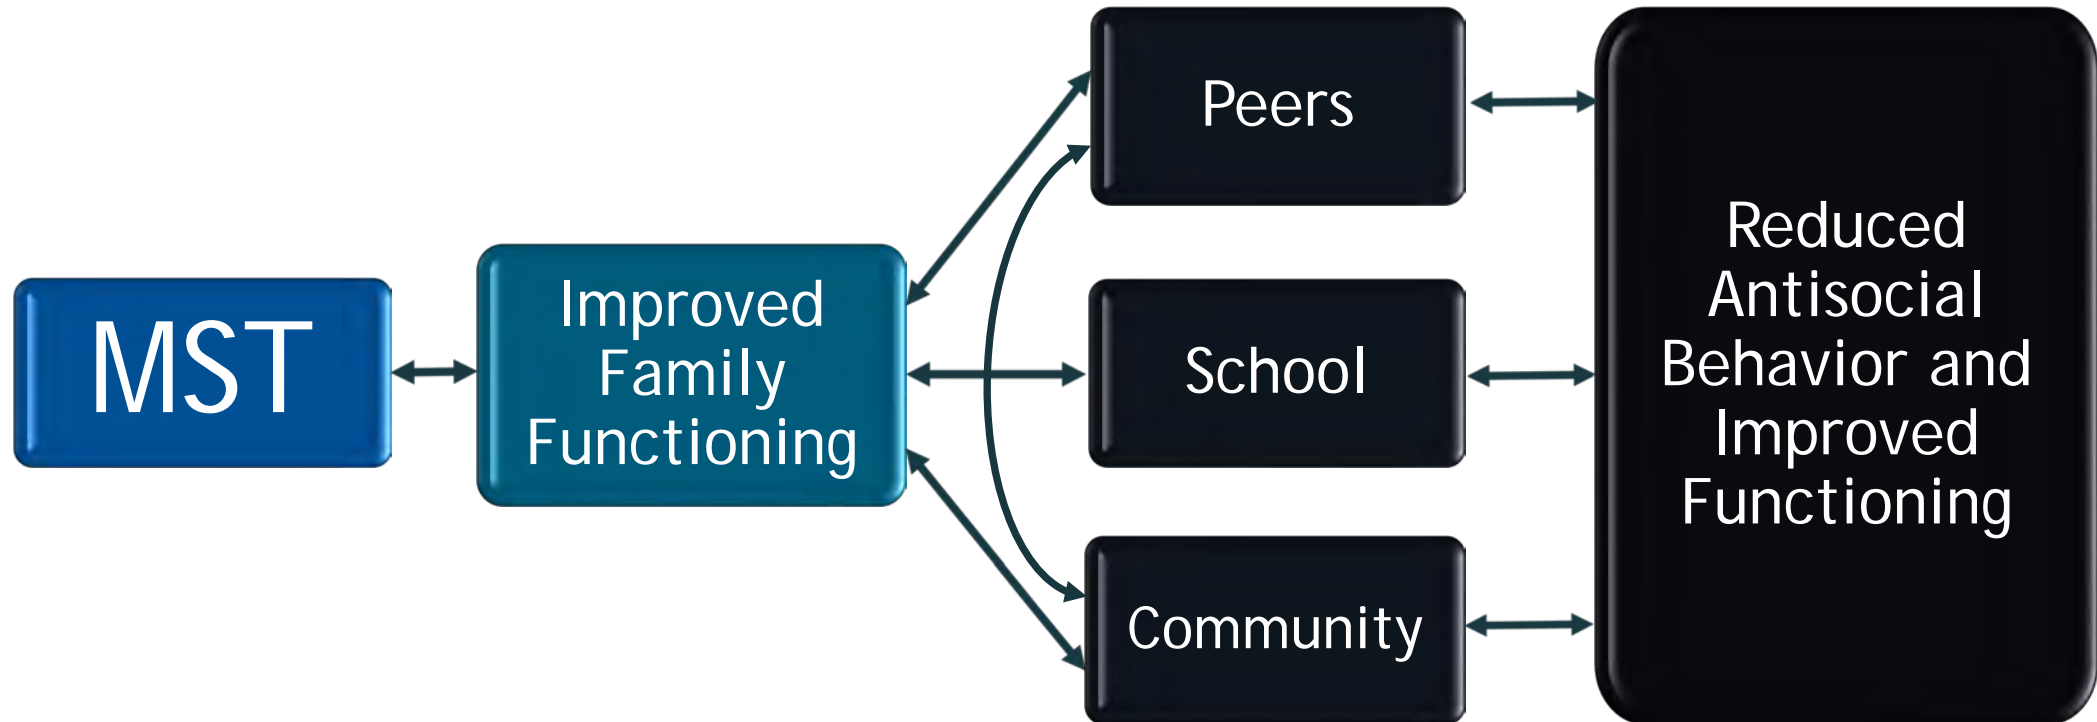 MST
Improved
Family
Functioning
Peers
School
Community
Reduced
Antisocial
Behavior and
Improved
Functioning